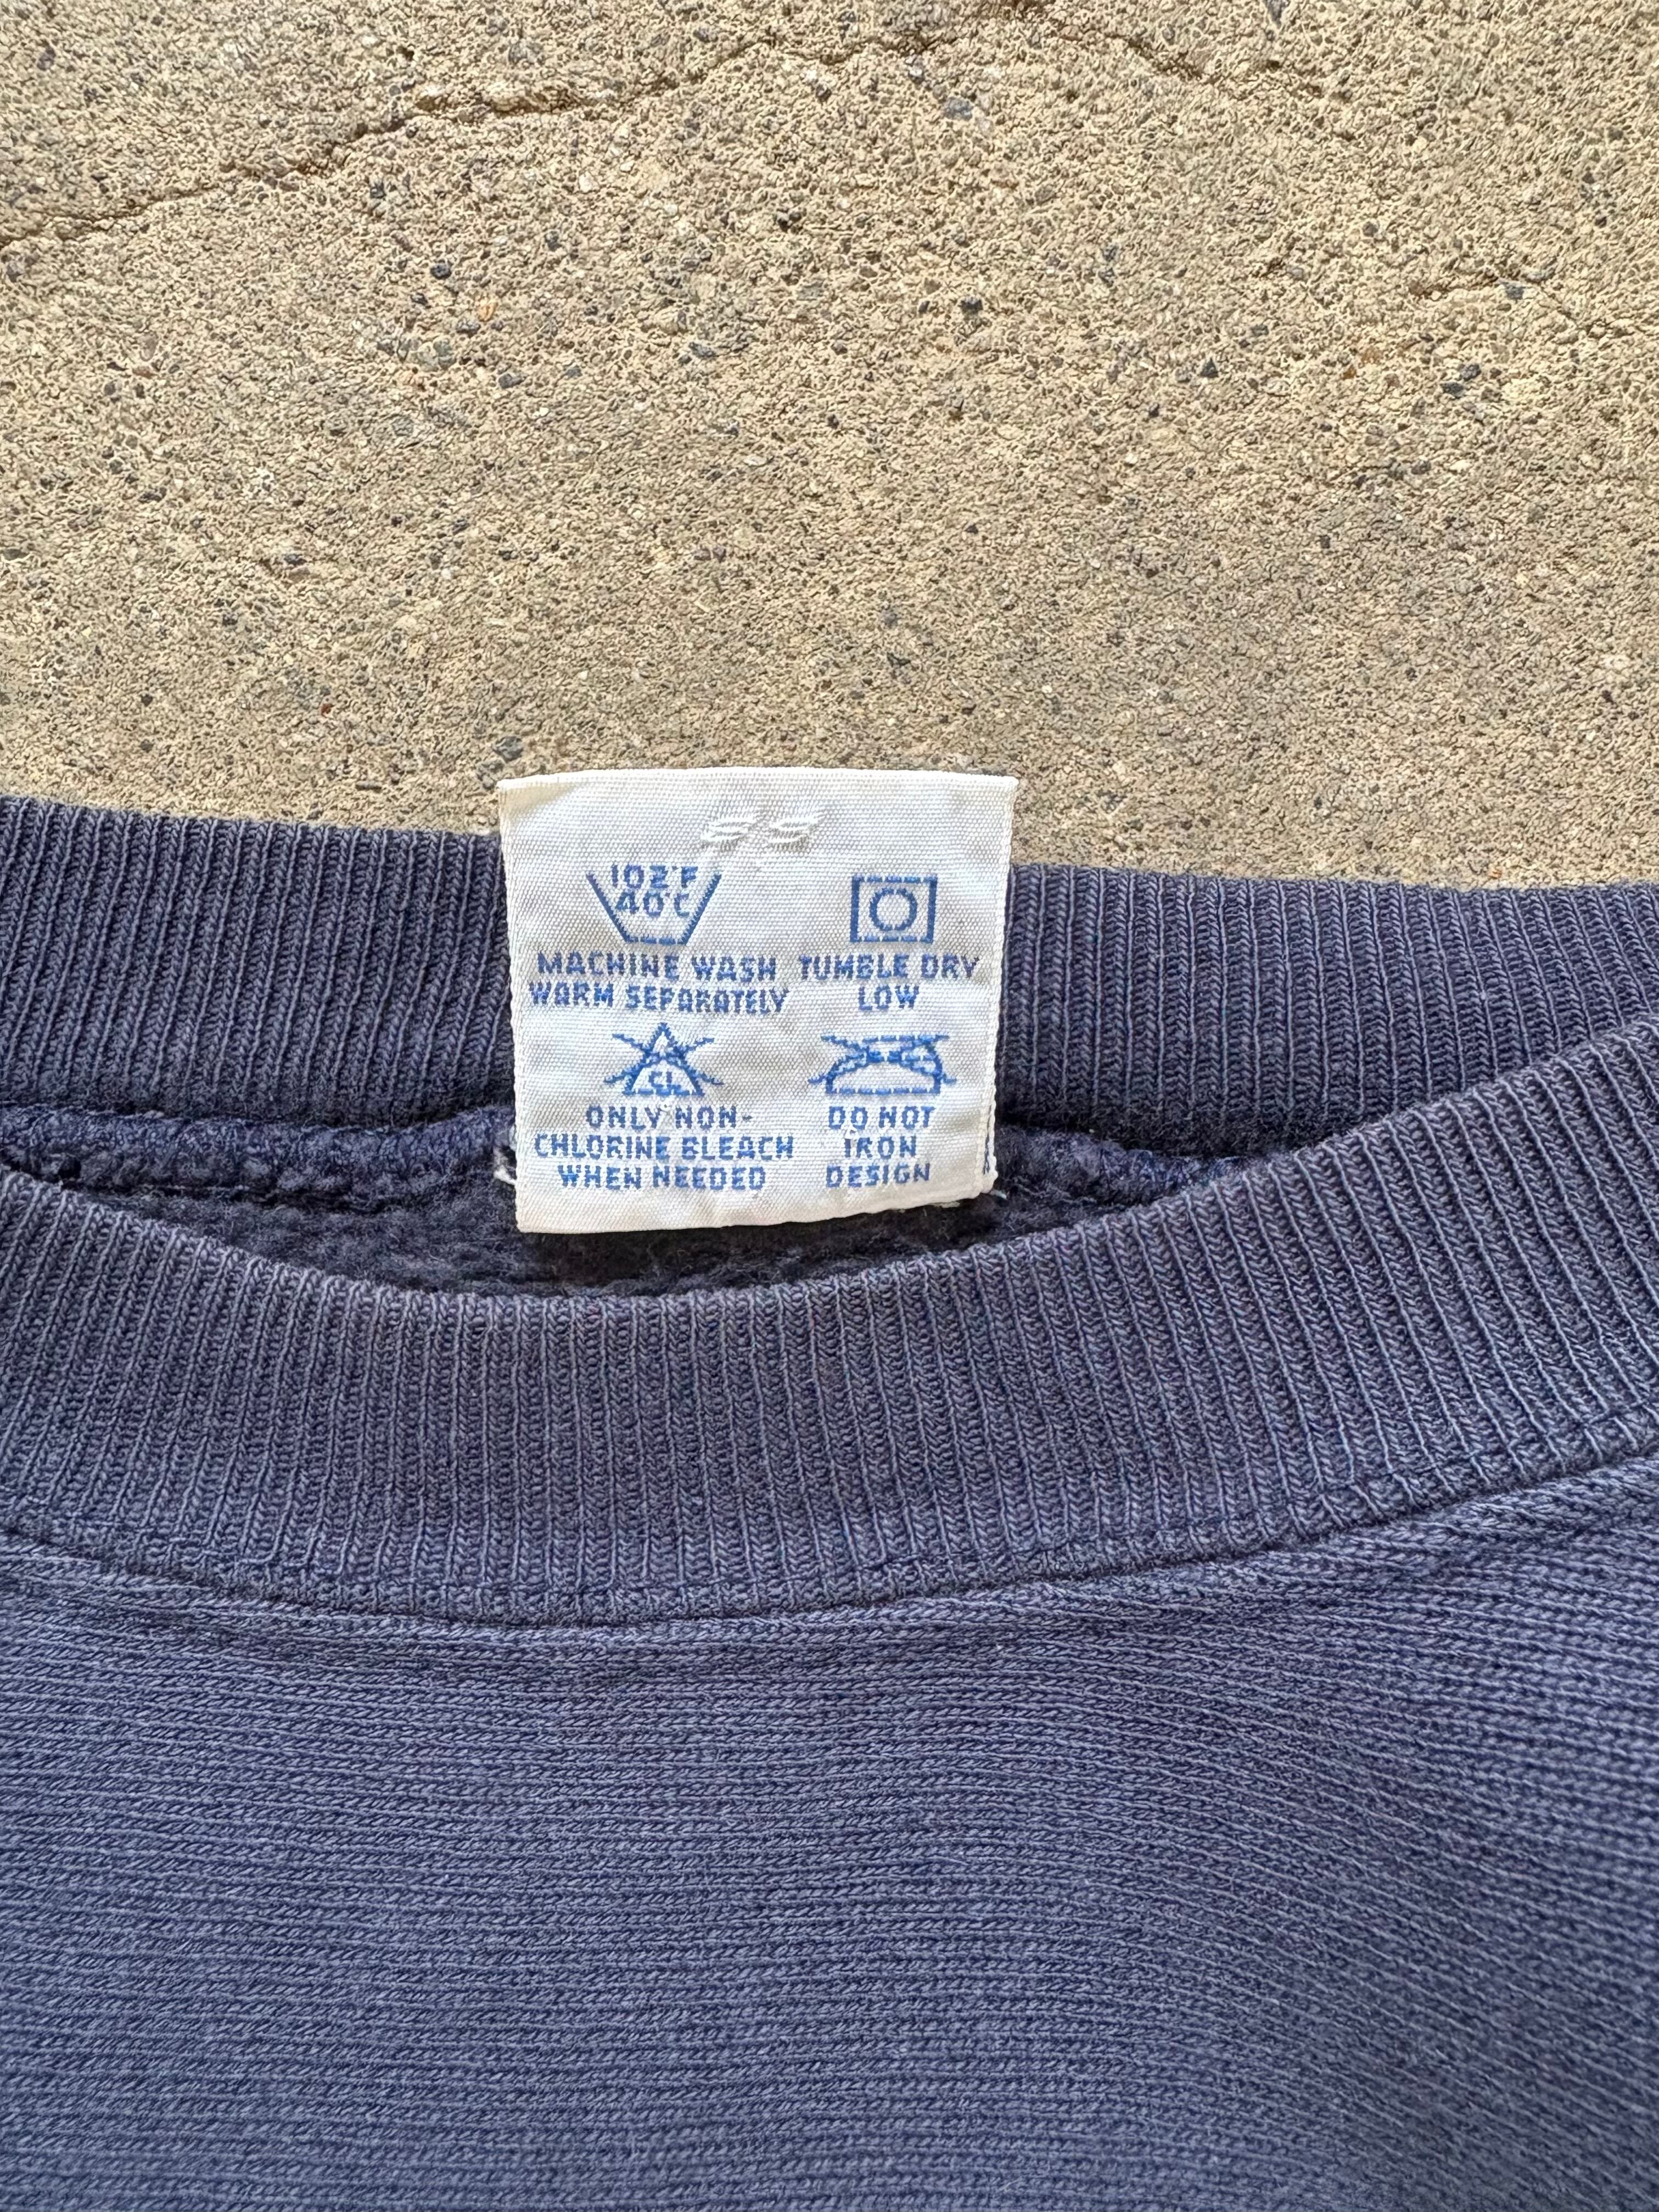 102°F
40°C
MACHINE WASH
WARM SEPARATELY
TUMBLE DRY
LOW
CL
ONLY NON-
CHLORINE BLEACH
WHEN NEEDED
DO NOT
IRON
DESIGN